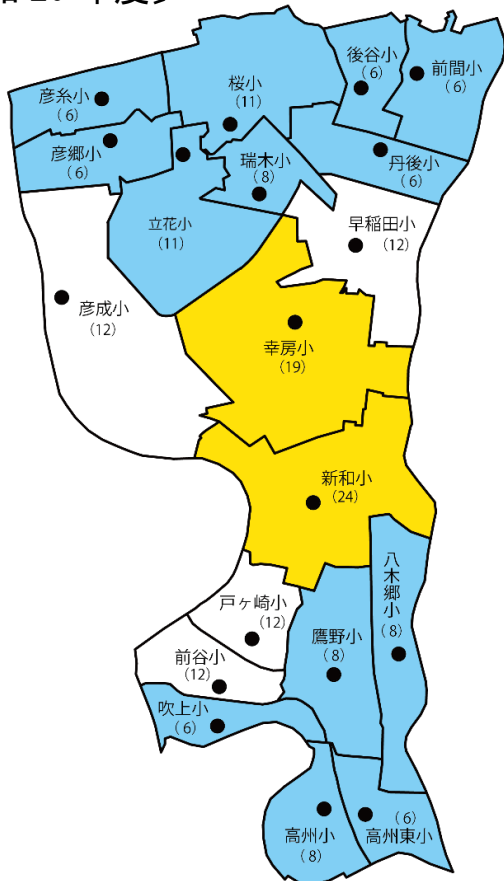 後谷小
(6)
前間小
(6)
彦糸小
(6)
桜小
(11)
彦郷小
(6)
瑞木小
(8)
丹後小
(6)
立花小
(11)
早稲田小
(12)
彦成小
(12)
幸房小
(19)
新和小
(24)
八木郷小
(8)
戸ヶ崎小
(12)
鷹野小
(8)
前谷小
(12)
吹上小
(6)
高州小
(8)
(6)
高州東小